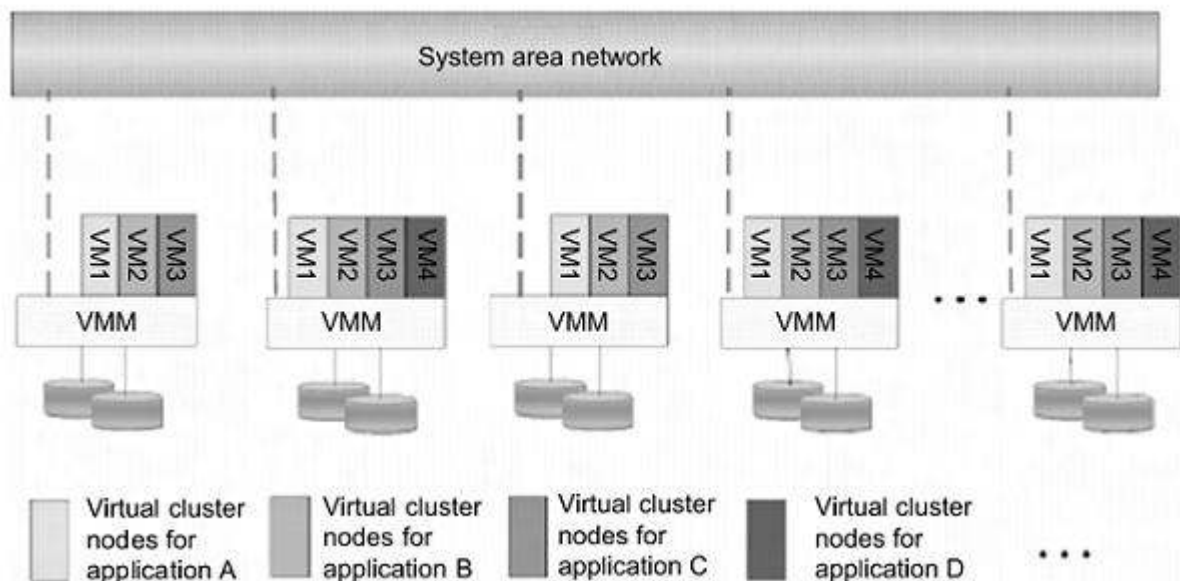 System area network
VM1
VM2
VM3
VM1
VM2
VM3
VM4
VM1
VM2
VM3
VM1
VM2
VM3
VM4
VM1
VM2
VM3
VM4
VMM
VMM
VMM
VMM
• • •
VMM
Virtual cluster
nodes for
application A
Virtual cluster
nodes for
application B
Virtual cluster
nodes for
application C
Virtual cluster
nodes for
application D
• • •